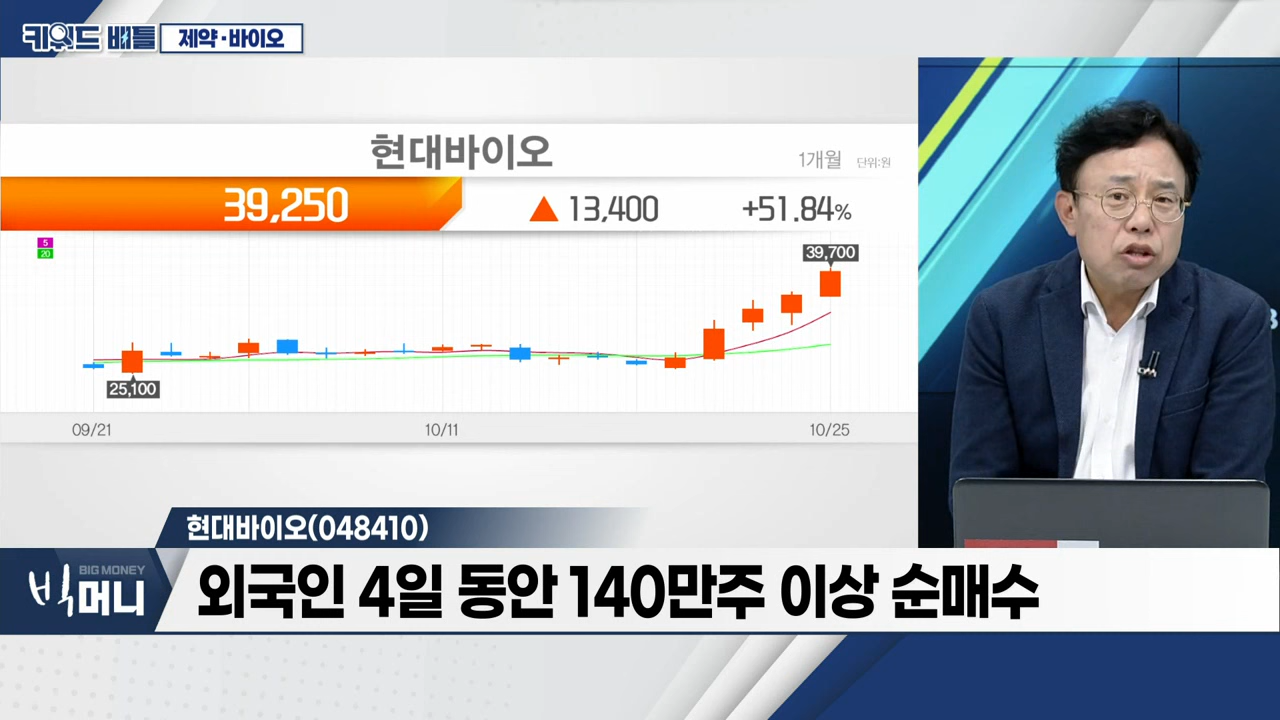 키워드 배틀
제약·바이오
현대바이오
1개월 단위:원
39,250 ▲ 13,400 +51.84%
5
20
39,700
25,100
09/21 10/11 10/25
현대바이오(048410)
BIG MONEY
빅머니
외국인 4일 동안 140만주 이상 순매수